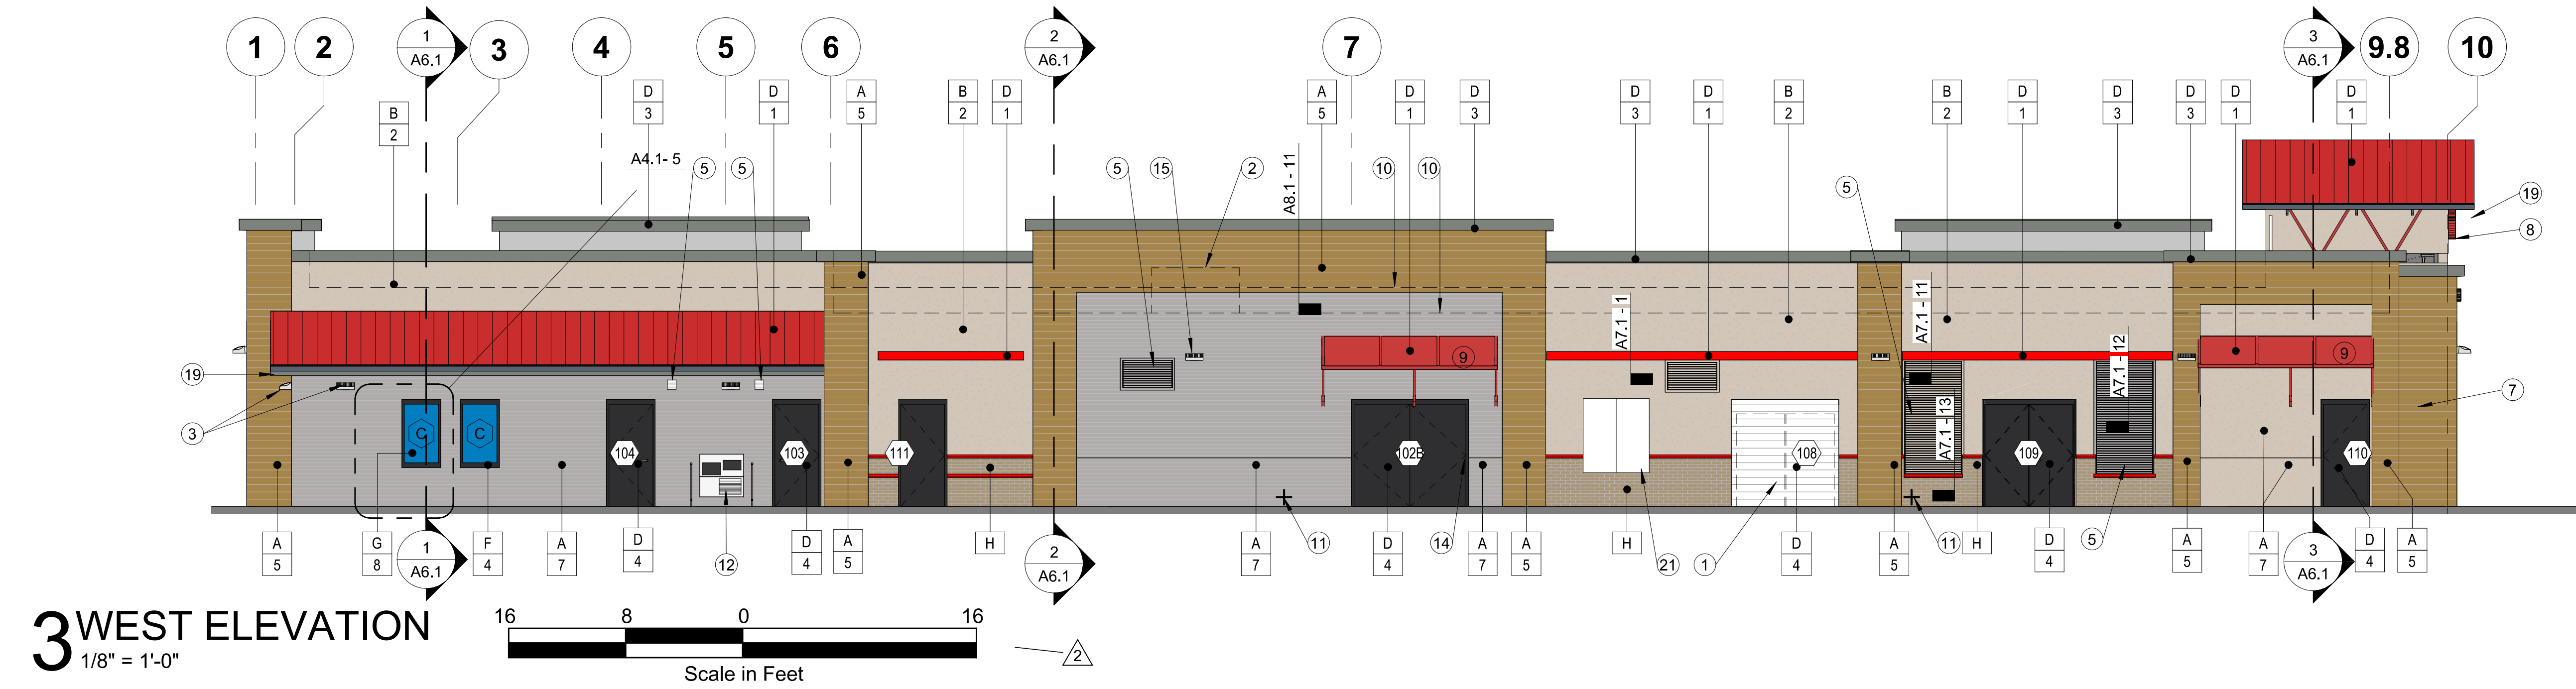 1 2 1 3 4 5 6 2 7 3 9.8 10
A6.1 A6.1 A6.1
D D A B D A D D D D B B D D D D D
B 3 1 5 2 1 5 1 3 3 1 2 2 1 3 3 1 1
2
A4.1- 5 5 5 5 15 2 A8.1 - 11 10 10 5 19
8
A7.1 - 1 A7.1 - 11 A7.1 - 12
9 9
19
3
C C 104 103 111 102B 108 A7.1 - 13 109 110 7
12
A G F A D D A H A 11 D 14 A A H 21 1 D A 11 H D 5 A A D A
5 8 4 7 4 4 5 7 4 7 5 4 5 4 5 7 4 5
1 2 3
A6.1 A6.1 A6.1
3 WEST ELEVATION
1/8" = 1'-0"
16 8 0 16
Scale in Feet
2